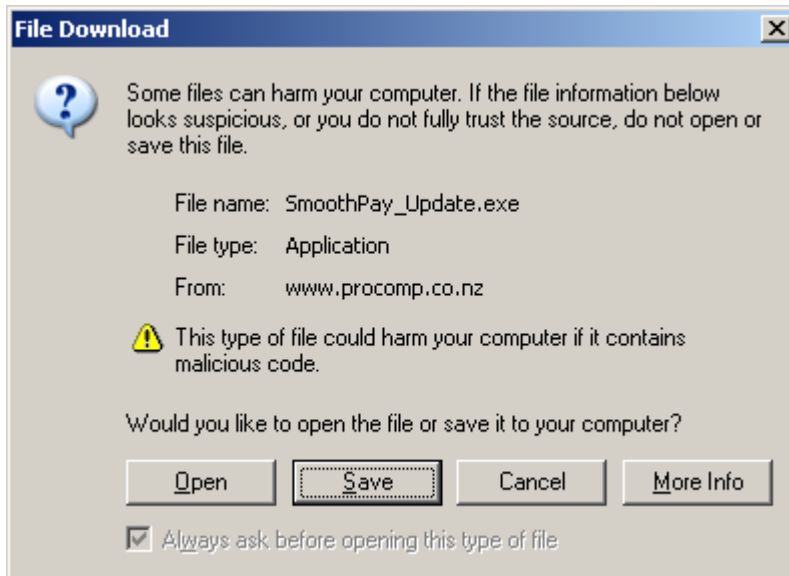 File Download
Some files can harm your computer. If the file information below
looks suspicious, or you do not fully trust the source, do not open or
save this file.
File name: SmoothPay_Update.exe
File type: Application
From: www.procomp.co.nz
This type of file could harm your computer if it contains
malicious code.
Would you like to open the file or save it to your computer?
Open Save Cancel More Info
Always ask before opening this type of file